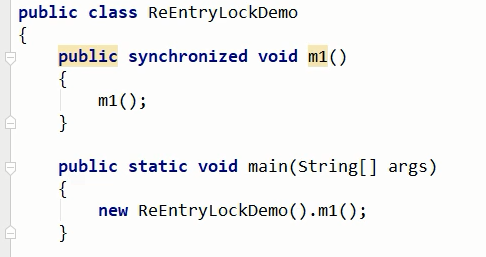 public class ReEntryLockDemo
{
    public synchronized void m1()
    {
        m1();
    }
    public static void main(String[] args)
    {
        new ReEntryLockDemo().m1();
    }